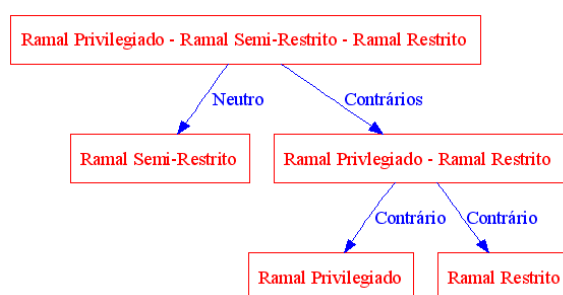 Ramal Privilegiado - Ramal Semi-Restrito - Ramal Restrito
Neutro
Contrários
Ramal Semi-Restrito
Ramal Privlegiado - Ramal Restrito
Contrário
Contrário
Ramal Privilegiado
Ramal Restrito